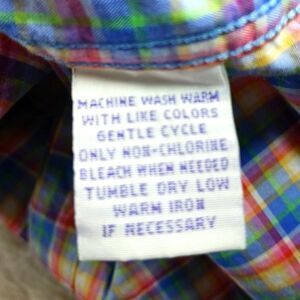 MACHINE WASH WARM
WITH LIKE COLORS
GENTLE CYCLE
ONLY NON-CHLORINE
BLEACH WHEN NEEDED
TUMBLE DRY LOW
WARM IRON
IF NECESSARY